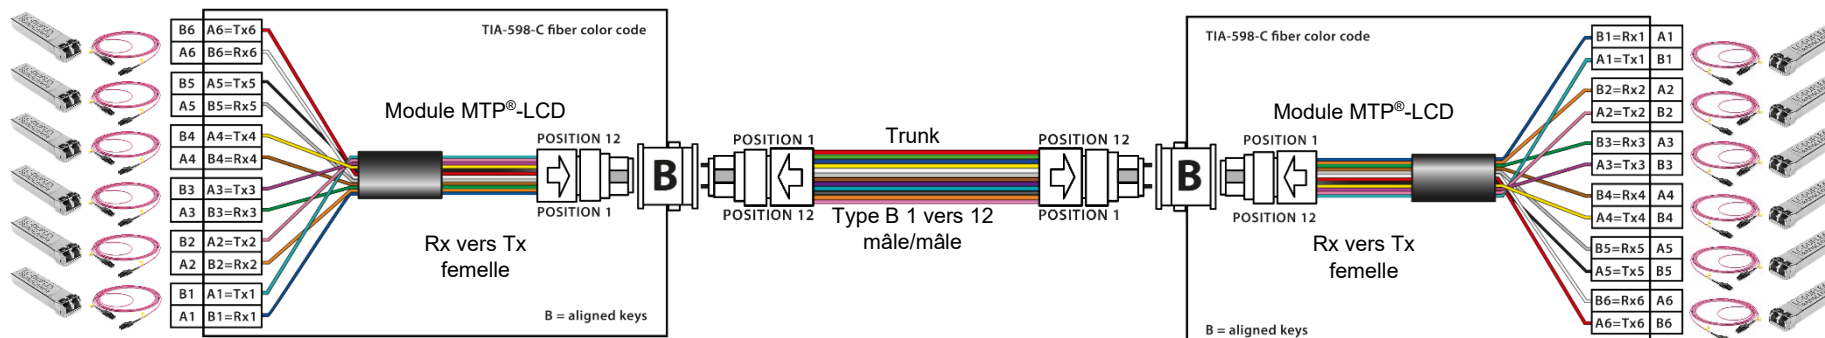 TIA-598-C fiber color code
B6 A6=Tx6
A6 B6=Rx6
B5 A5=Tx5
A5 B5=Rx5
B4 A4=Tx4
A4 B4=Rx4
B3 A3=Tx3
A3 B3=Rx3
B2 A2=Tx2
A2 B2=Rx2
B1 A1=Tx1
A1 B1=Rx1
Module MTP®-LCD
POSITION 12
POSITION 1
Rx vers Tx
femelle
B = aligned keys
B
POSITION 1
POSITION 12
Trunk
Type B 1 vers 12
mâle/mâle
POSITION 12
POSITION 1
B
TIA-598-C fiber color code
Module MTP®-LCD
POSITION 1
POSITION 12
Rx vers Tx
femelle
B = aligned keys
B1=Rx1 A1
A1=Tx1 B1
B2=Rx2 A2
A2=Tx2 B2
B3=Rx3 A3
A3=Tx3 B3
B4=Rx4 A4
A4=Tx4 B4
B5=Rx5 A5
A5=Tx5 B5
B6=Rx6 A6
A6=Tx6 B6